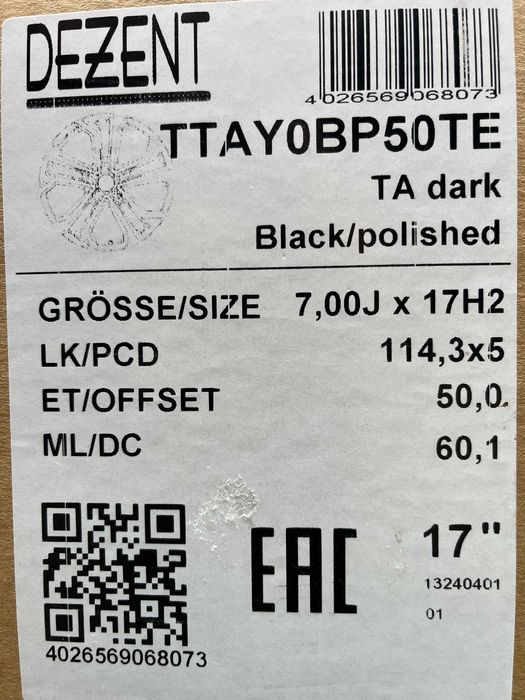 DEZENT
4026569068073
TTAY0BP50TE
TA dark
Black/polished
GRÖSSE/SIZE 7,00J x 17H2
LK/PCD 114,3x5
ET/OFFSET 50,0
ML/DC 60,1
EAC
17"
13240401
01
4026569068073